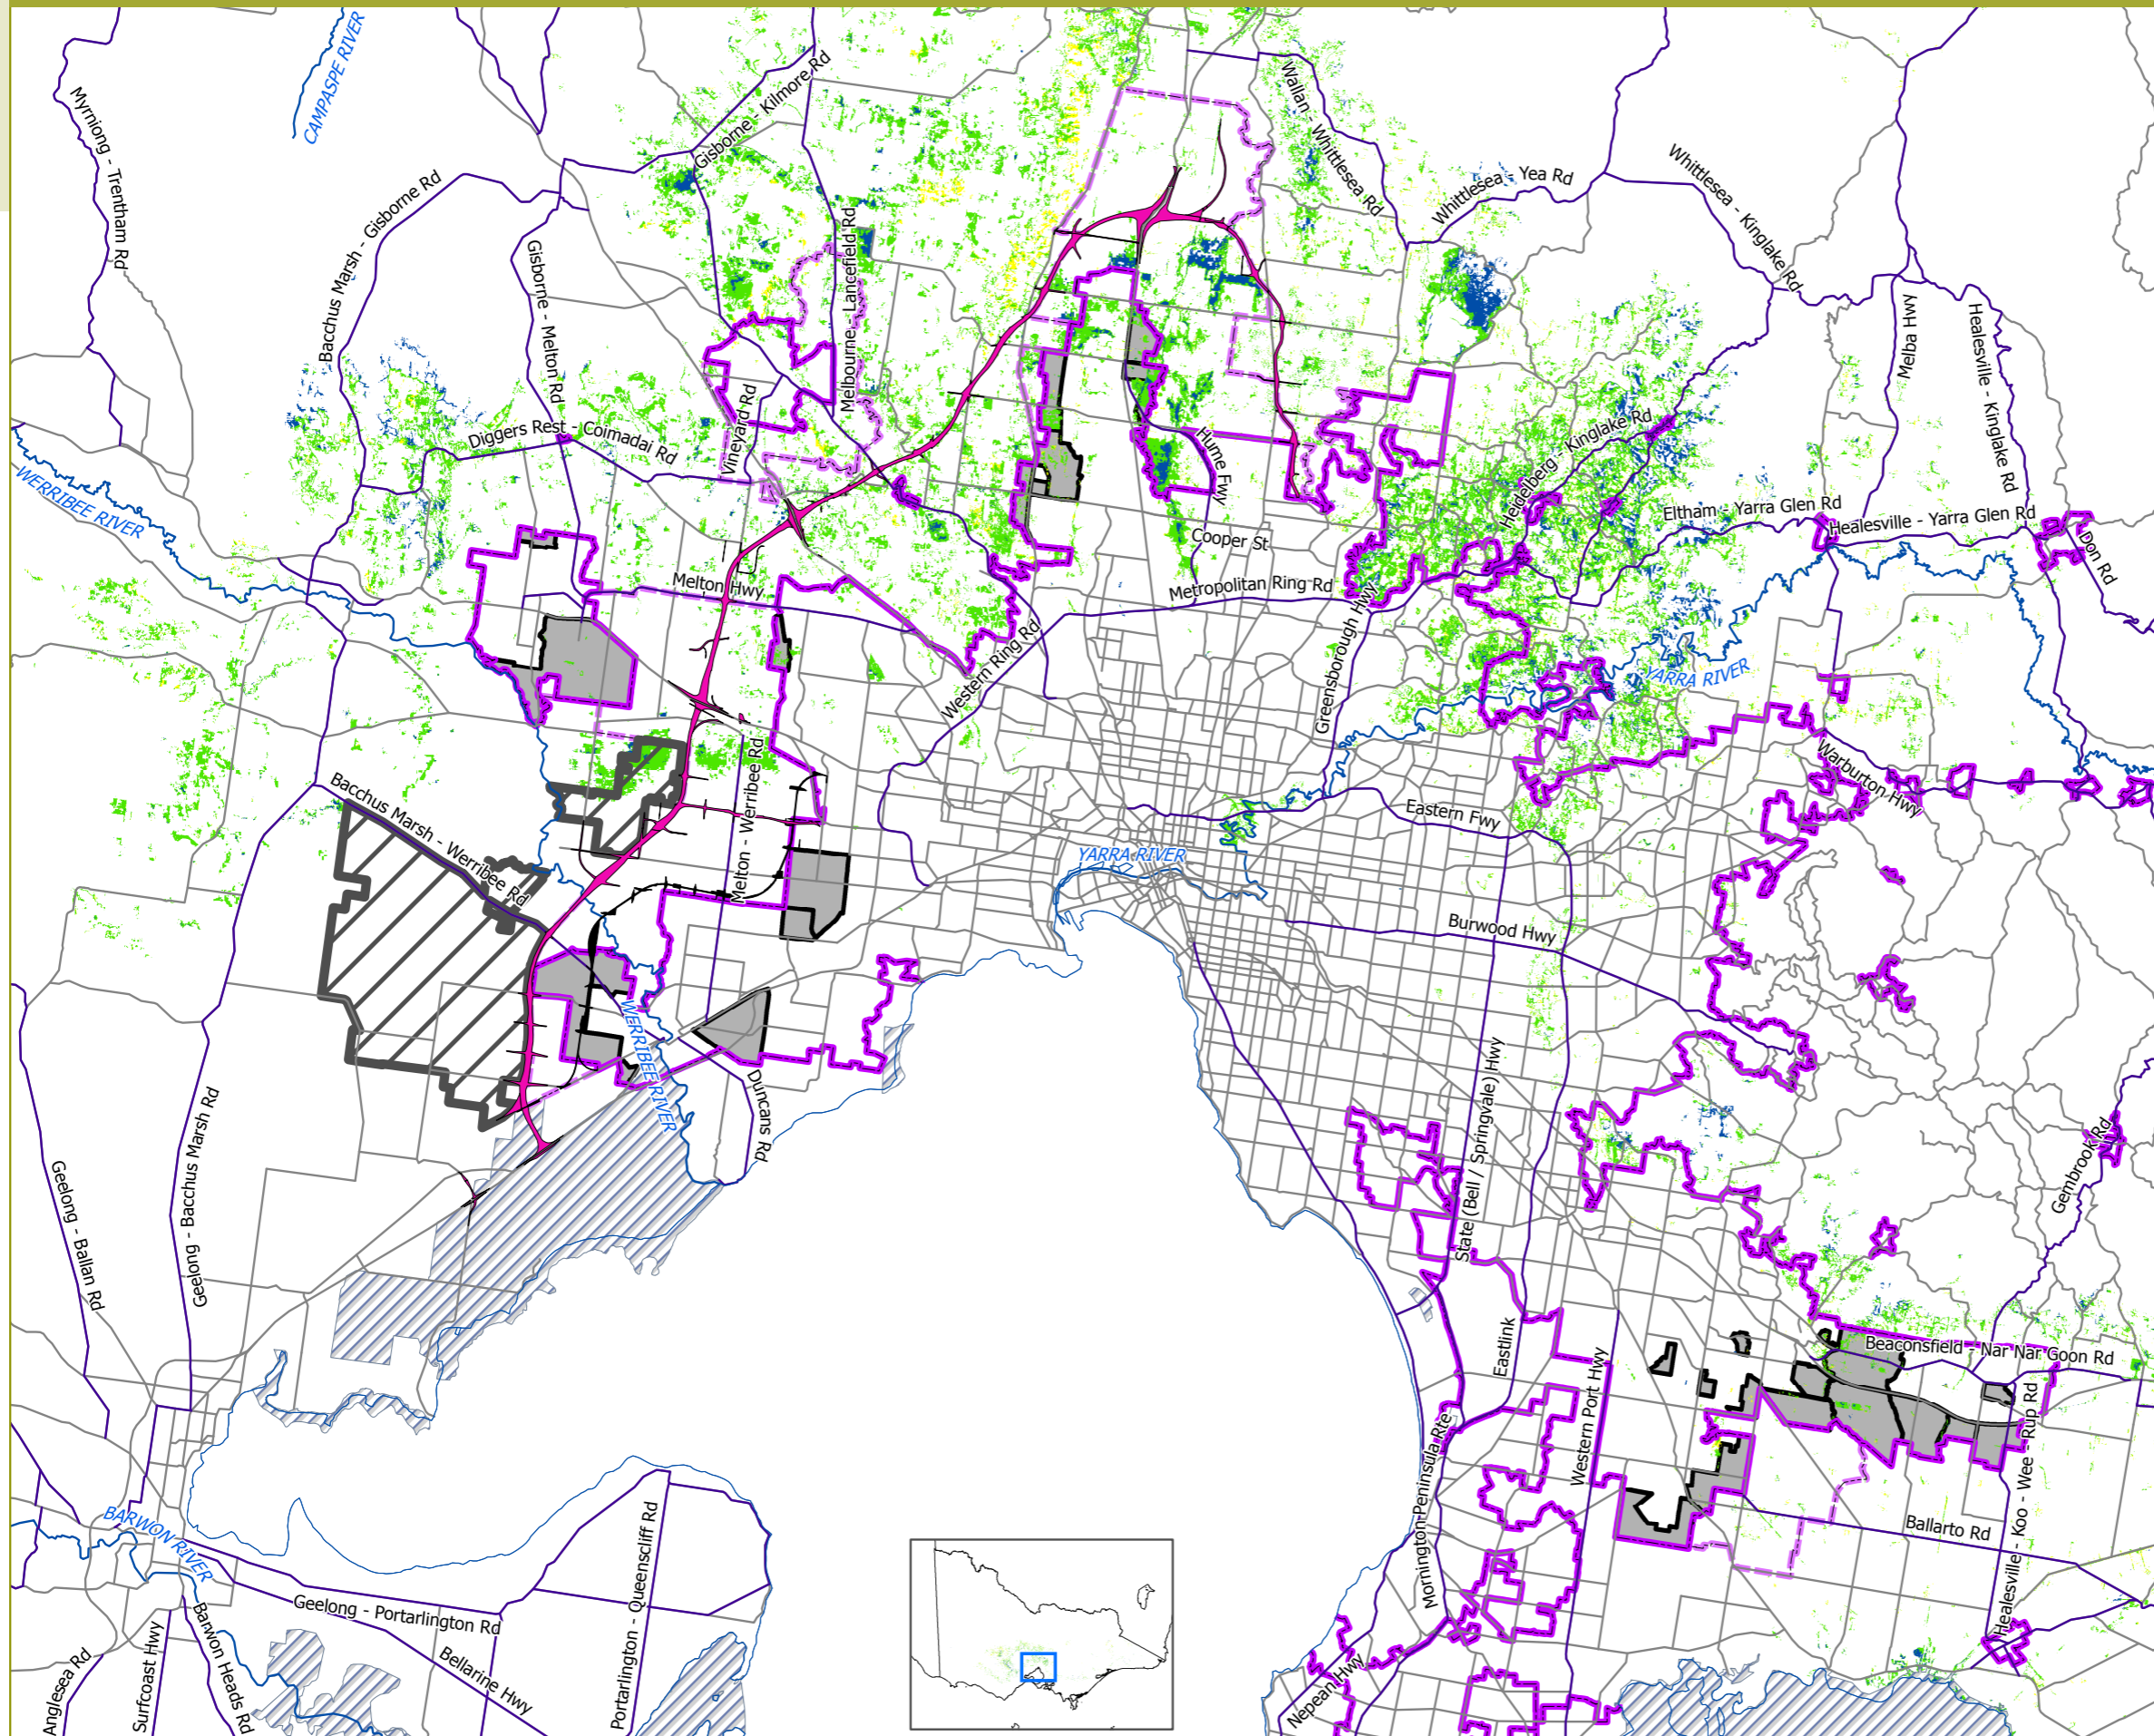 CAMPASPE RIVER
Myrniong - Trentham Rd
Gisborne - Kilmore Rd
Wallan - Whittlesea Rd
Whittlesea - Yea Rd
Whittlesea - Kinglake Rd
Bacchus Marsh - Gisborne Rd
Gisborne - Melton Rd
Melbourne - Lancefield Rd
Melba Hwy
Healesville - Kinglake Rd
Diggers Rest - Coimadai Rd
Vineyard Rd
Hume Fwy
Heidelberg - Kinglake Rd
WERRIBEE RIVER
Eltham - Yarra Glen Rd
Healesville - Yarra Glen Rd
Don Rd
Cooper St
Melton Hwy
Metropolitan Ring Rd
Greensborough Hwy
Western Ring Rd
YARRA RIVER
Warburton Hwy
Bacchus Marsh - Werribee Rd
Melton - Werribee Rd
Eastern Fwy
YARRA RIVER
Burwood Hwy
WERRIBEE RIVER
Duncans Rd
State (Bell / Springvale) Hwy
Gembrook Rd
Geelong - Ballan Rd
Geelong - Bacchus Marsh Rd
Eastlink
Western Port Hwy
Beaconsfield - Nar Nar Goon Rd
Mornington Peninsula Rte
Healesville - Koo - Wee - Rup Rd
Ballarto Rd
BARWON RIVER
Geelong - Portarlington Rd
Portarlington - Queenscliff Rd
Bellarine Hwy
Anglesea Rd
Surfcoast Hwy
Barwon Heads Rd
Nepean Hwy